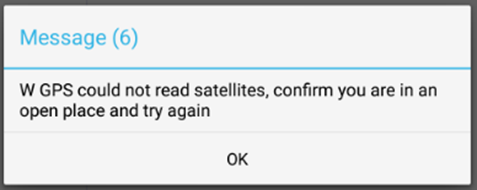 Message (6)
W GPS could not read satellites, confirm you are in an
open place and try again
OK